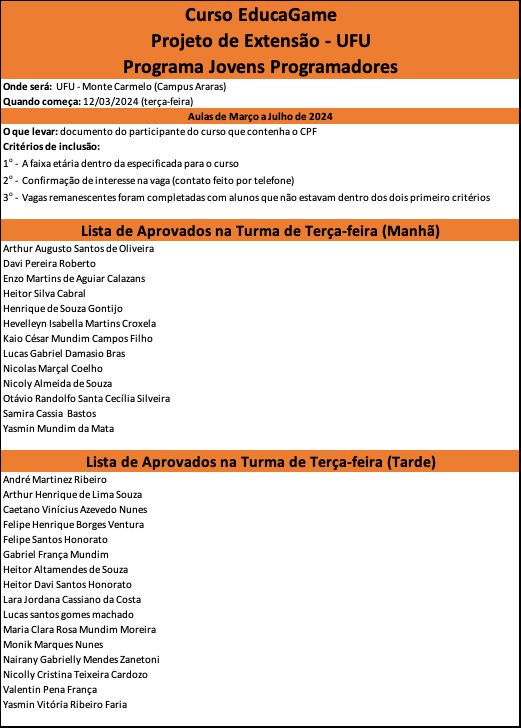 Curso EducaGame
Projeto de Extensão - UFU
Programa Jovens Programadores
Onde será: UFU - Monte Carmelo (Campus Araras)
Quando começa: 12/03/2024 (terça-feira)
Aulas de Março a Julho de 2024
O que levar: documento do participante do curso que contenha o CPF
Critérios de inclusão:
1° - A faixa etária dentro da especificada para o curso
2° - Confirmação de interesse na vaga (contato feito por telefone)
3° - Vagas remanescentes foram completadas com alunos que não estavam dentro dos dois primeiro critérios
Lista de Aprovados na Turma de Terça-feira (Manhã)
Arthur Augusto Santos de Oliveira
Davi Pereira Roberto
Enzo Martins de Aguiar Calazans
Heitor Silva Cabral
Henrique de Souza Gontijo
Hevelleyn Isabella Martins Croxela
Kaio César Mundim Campos Filho
Lucas Gabriel Damasio Bras
Nicolas Marçal Coelho
Nicoly Almeida de Souza
Otávio Randolfo Santa Cecília Silveira
Samira Cassia Bastos
Yasmin Mundim da Mata
Lista de Aprovados na Turma de Terça-feira (Tarde)
André Martinez Ribeiro
Arthur Henrique de Lima Souza
Caetano Vinícius Azevedo Nunes
Felipe Henrique Borges Ventura
Felipe Santos Honorato
Gabriel França Mundim
Heitor Altamendes de Souza
Heitor Davi Santos Honorato
Lara Jordana Cassiano da Costa
Lucas santos gomes machado
Maria Clara Rosa Mundim Moreira
Monik Marques Nunes
Nairany Gabrielly Mendes Zanetoni
Nicolly Cristina Teixeira Cardozo
Valentin Pena França
Yasmin Vitória Ribeiro Faria